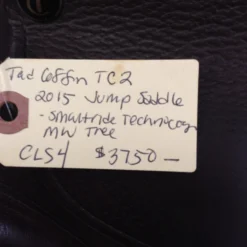 Tad Coffin TC2
2015 Jump Saddle
- Smartride Technology
MW Tree
CLS4 $3750 —